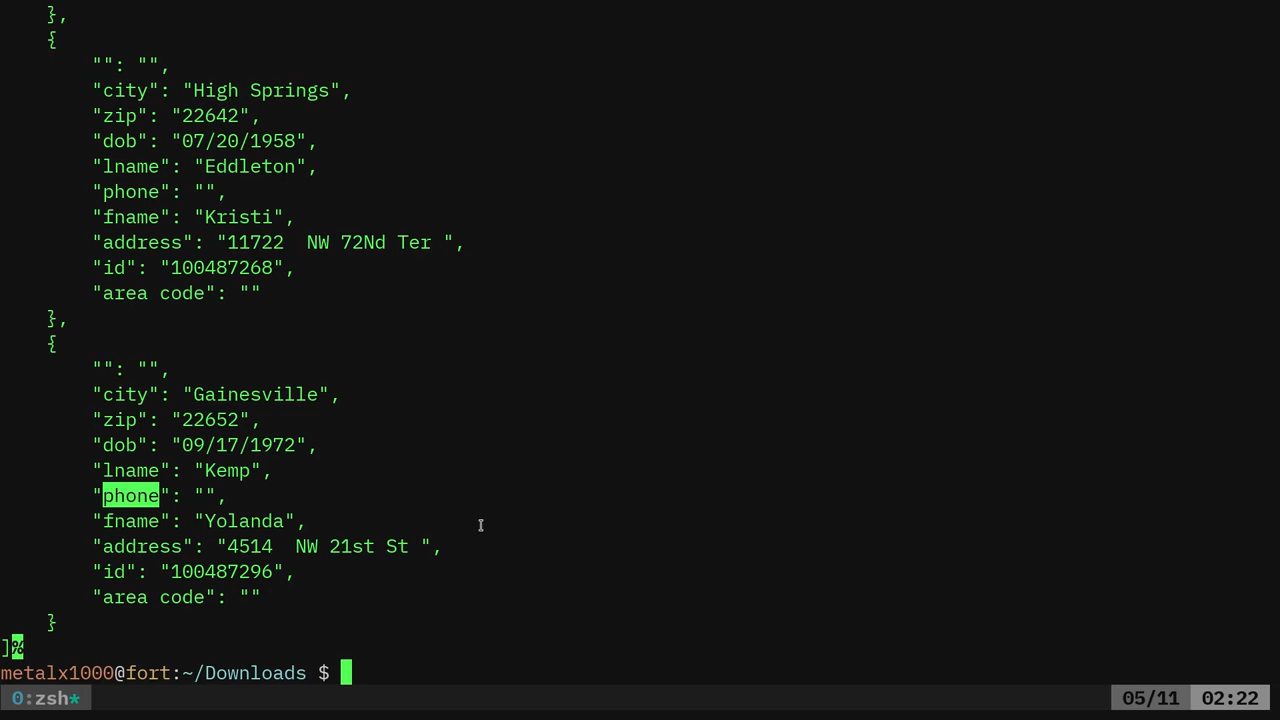 },
    {
        "": "",
        "city": "High Springs",
        "zip": "22642",
        "dob": "07/20/1958",
        "lname": "Eddleton",
        "phone": "",
        "fname": "Kristi",
        "address": "11722  NW 72Nd Ter ",
        "id": "100487268",
        "area code": ""
    },
    {
        "": "",
        "city": "Gainesville",
        "zip": "22652",
        "dob": "09/17/1972",
        "lname": "Kemp",
        "phone": "",
        "fname": "Yolanda",
        "address": "4514  NW 21st St ",
        "id": "100487296",
        "area code": ""
    }
]%
metalx1000@fort:~/Downloads $
0:zsh* 05/11 02:22